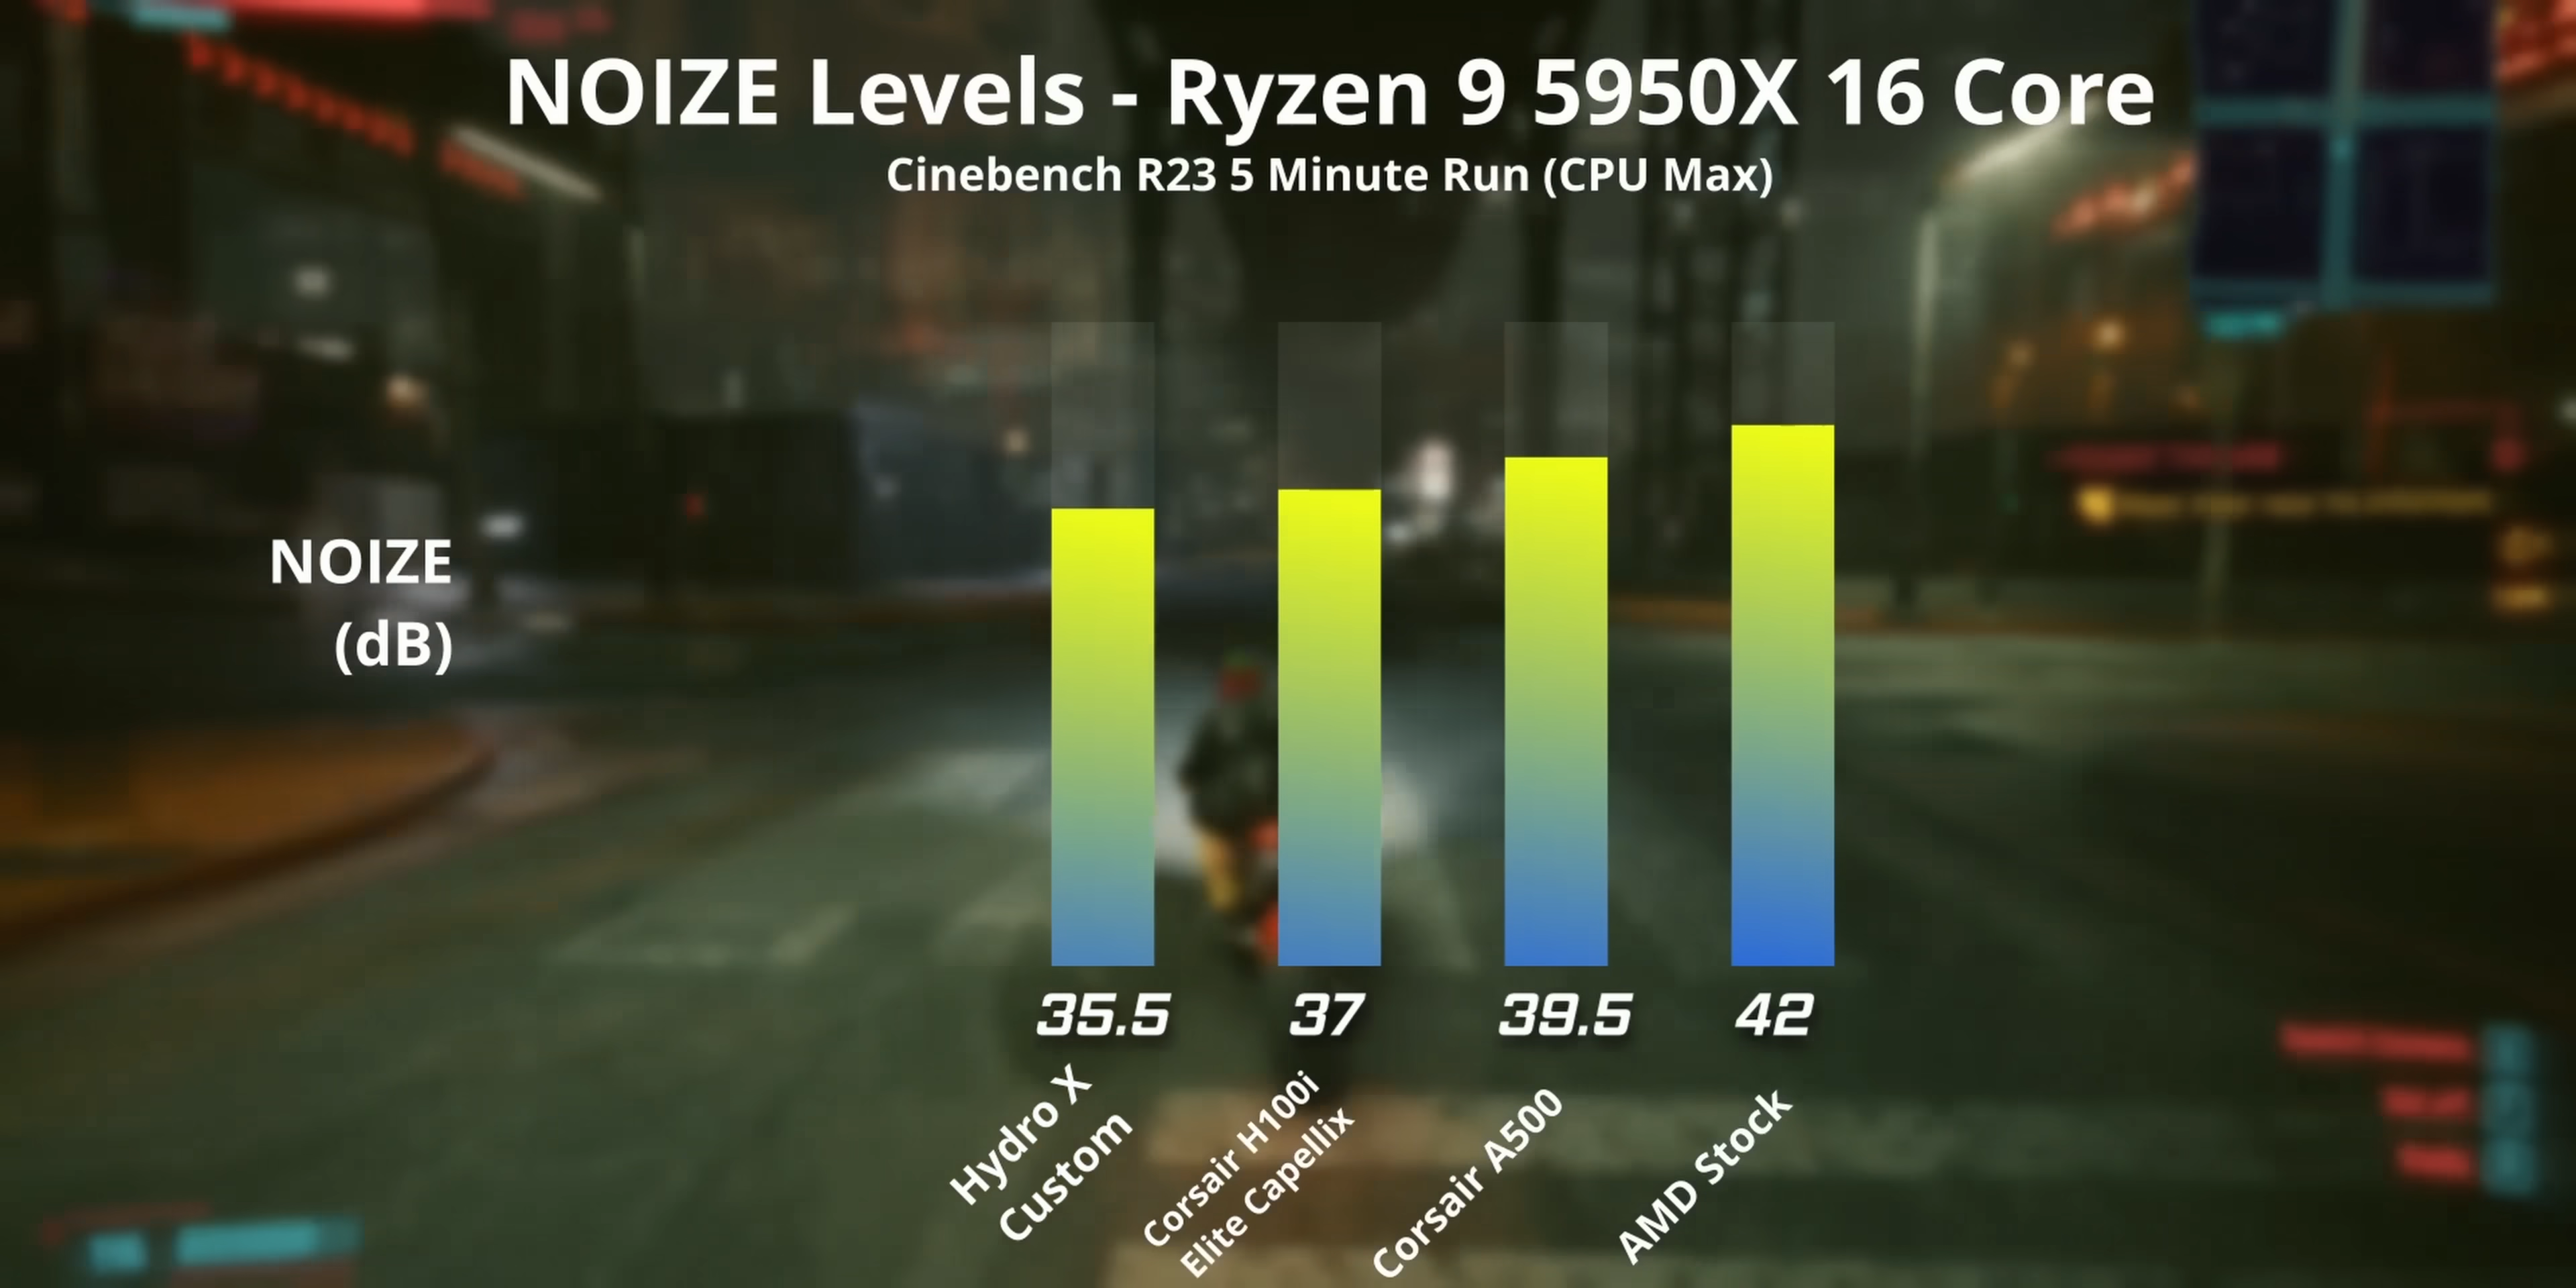 NOIZE Levels - Ryzen 9 5950X 16 Core
Cinebench R23 5 Minute Run (CPU Max)
NOIZE
(dB)
35.5
37
39.5
42
Hydro X
Custom
Corsair H100i
Elite Capellix
Corsair A500
AMD Stock